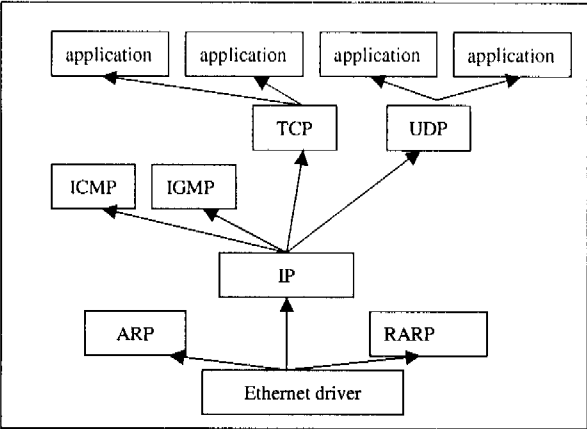 application application application application
TCP UDP
ICMP IGMP
IP
ARP RARP
Ethernet driver